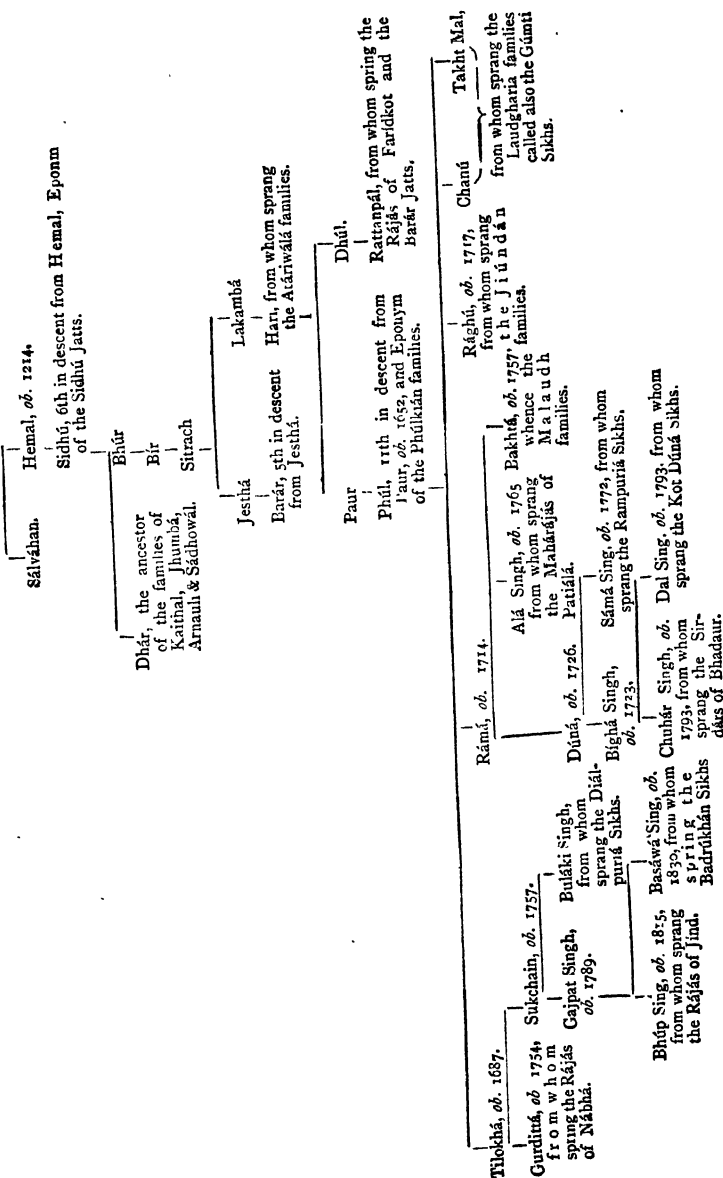 Sálváhan.
Hemal, ob. 1214.
Sidhú, 6th in descent from Hemal, Eponm
of the Sidhú Jatts.
Dhár, the ancestor
of the families of
Kaithal, Jhumbá,
Arnauli & Sádhowál.
Bhúr
Bír
Sitrach
Jesthá
Barár, 5th in descent
from Jesthá.
Lakambá
Hari, from whom sprang
the Atáriwálá families.
Paur
Phúl, 11th in descent from
Paur, ob. 1652, and Eponym
of the Phúlkián families.
Dhúl.
Rattanpál, from whom spring the
Rájás of Farídkot and the
Barár Jatts.
Tilokhá, ob. 1687.
Rámá, ob. 1714.
Rághú, ob. 1717,
from whom sprang
the Jiúndán
families.
Chanú
Takht Mal,
from whom sprang the
Laudgharia families
called also the Gúmti
Sikhs.
Gurdittá, ob 1754,
from whom
spring the Rájás
of Nábhá.
Sukchain, ob. 1757.
Gajpat Singh,
ob. 1789.
Buláki Singh,
from whom
sprang the Diál-
puriá Sikhs.
Bhúp Sing, ob. 1815,
from whom sprang
the Rájás of Jind.
Basáwá Sing, ob.
1830, from whom
spring the
Badrúkhán Sikhs
Dúná, ob. 1726.
Bíghá Singh,
ob. 1723.
Alá Singh, ob. 1765
from whom sprang
the Mahárájás of
Patiálá.
Bakhtá, ob. 1757,
whence the
Malaudh
families.
Sámá Sing, ob. 1772, from whom
sprang the Rampuriá Sikhs.
Chuhár Singh, ob.
1793, from whom
sprang the Sir-
dárs of Bhadaur.
Dal Sing, ob. 1793, from whom
sprang the Kot Dúná Sikhs.